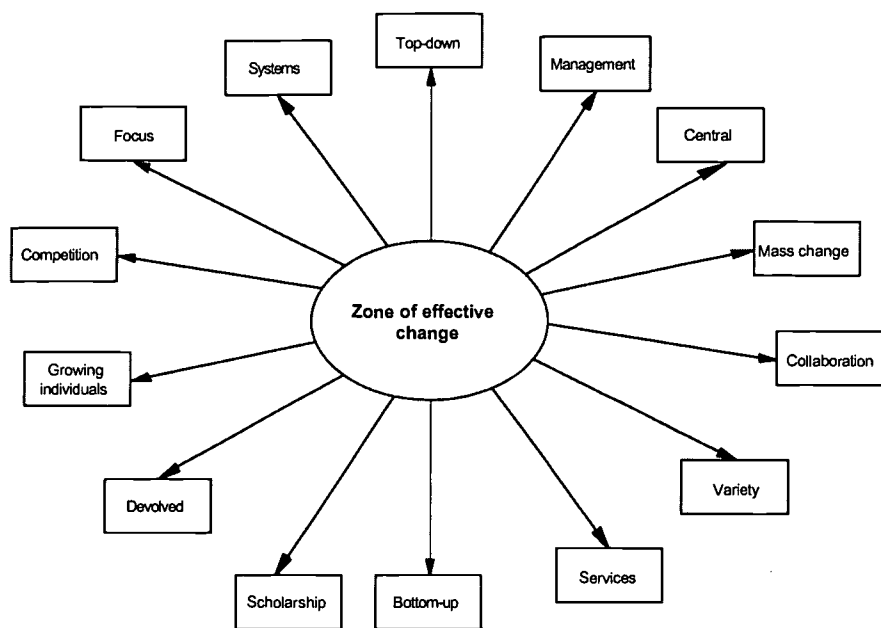 Top-down
Management
Systems
Central
Focus
Mass change
Competition
Zone of effective
change
Collaboration
Growing
individuals
Variety
Devolved
Services
Scholarship
Bottom-up